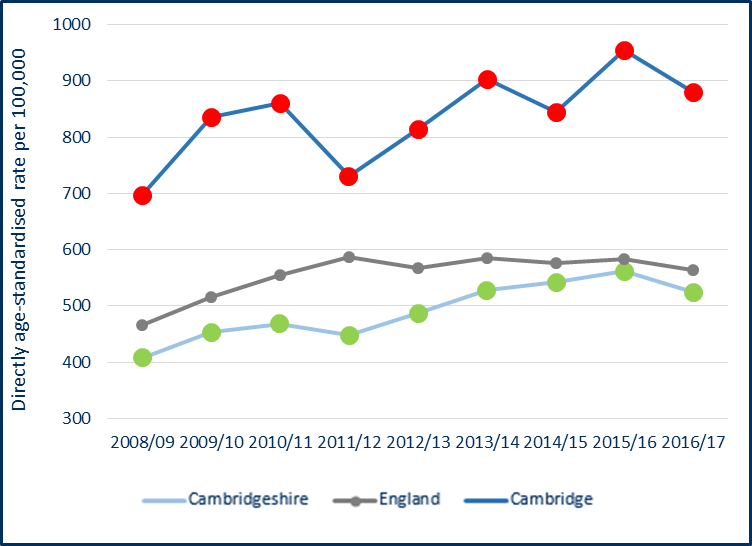 Directly age-standardised rate per 100,000
1000
900
800
700
600
500
400
300
2008/09 2009/10 2010/11 2011/12 2012/13 2013/14 2014/15 2015/16 2016/17
Cambridgeshire England Cambridge